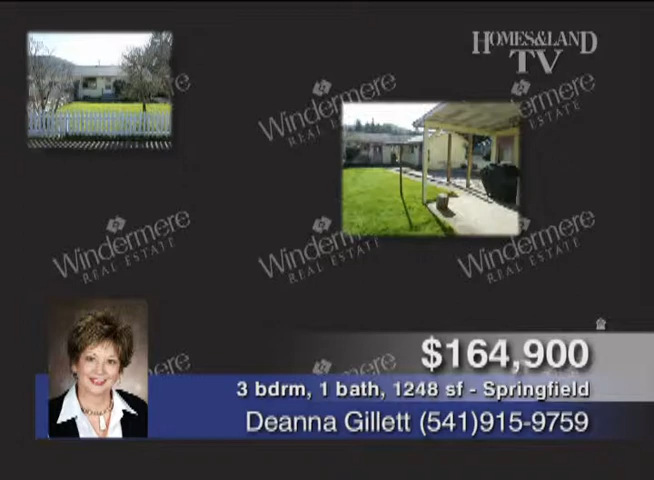 HOMES&LAND
TV
Windermere
REAL ESTATE
Windermere
REAL ESTATE
Windermere
REAL ESTATE
Windermere
REAL ESTATE
Windermere
REAL ESTATE
$164,900
3 bdrm, 1 bath, 1248 sf - Springfield
Deanna Gillett (541)915-9759